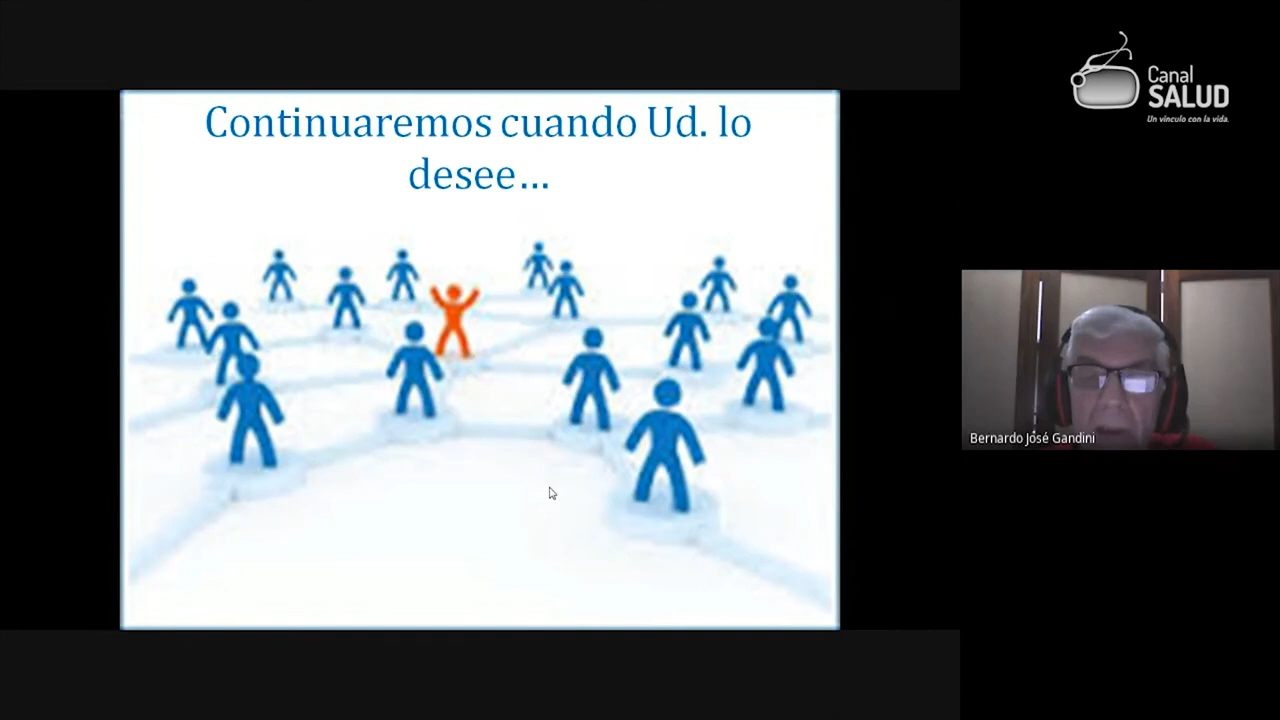 Continuaremos cuando Ud. lo
desee...
Canal
SALUD
Un vínculo con la vida.
Bernardo José Gandini